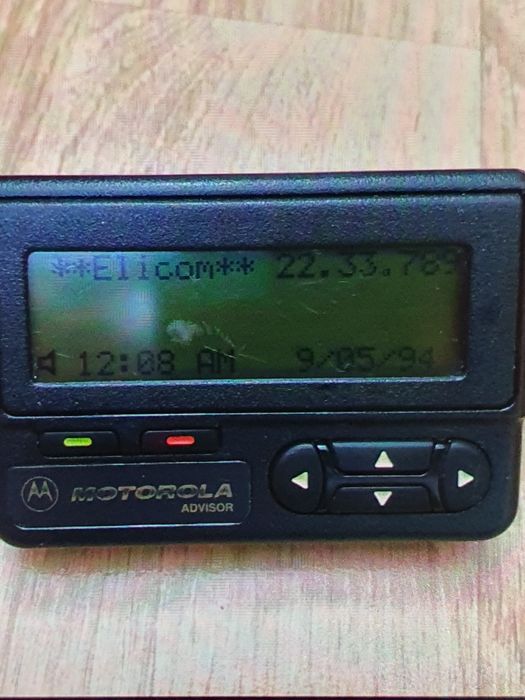 **Elicom** 22.33.789
12:08 AM 9/05/94
MOTOROLA
ADVISOR